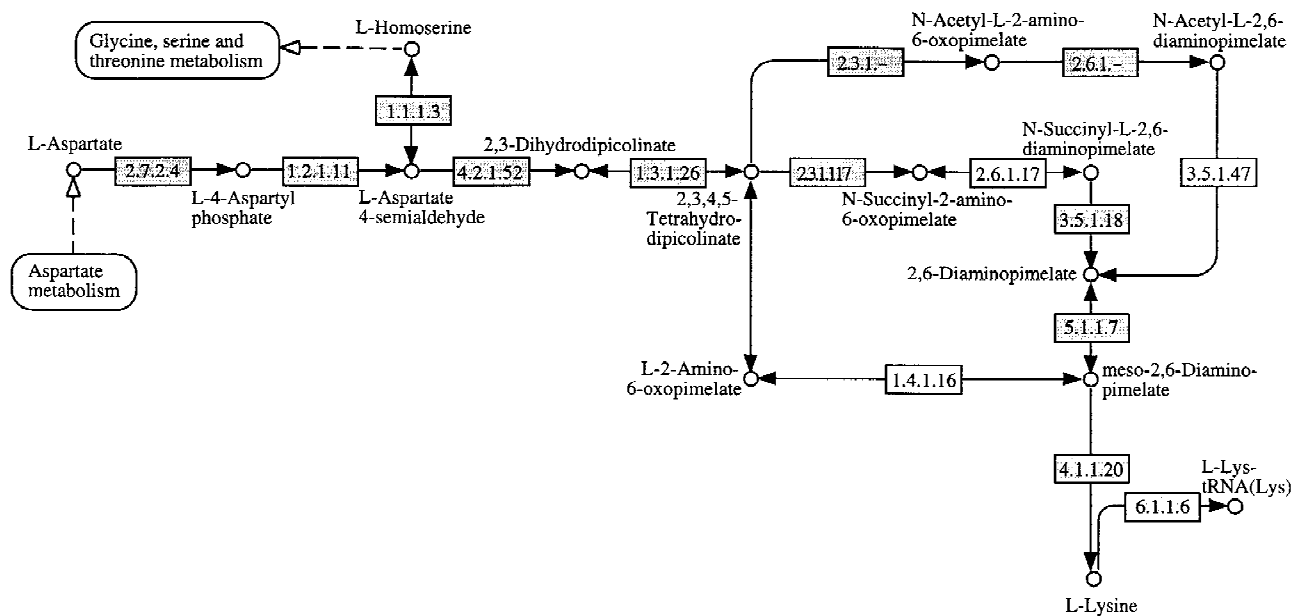 L-Homoserine
Glycine, serine and
threonine metabolism
N-Acetyl-L-2-amino-
6-oxopimelate
N-Acetyl-L-2,6-
diaminopimelate
2.3.1.-
2.6.1.-
1.1.1.3
L-Aspartate
2,3-Dihydrodipicolinate
N-Succinyl-L-2,6-
diaminopimelate
2.7.2.4
1.2.1.11
4.2.1.52
1.3.1.26
2.3.1.117
2.6.1.17
3.5.1.47
L-4-Aspartyl
phosphate
L-Aspartate
4-semialdehyde
2,3,4,5-
Tetrahydro-
dipicolinate
N-Succinyl-2-amino-
6-oxopimelate
3.5.1.18
Aspartate
metabolism
2,6-Diaminopimelate
5.1.1.7
L-2-Amino-
6-oxopimelate
1.4.1.16
meso-2,6-Diamino-
pimelate
4.1.1.20
L-Lys-
tRNA(Lys)
6.1.1.6
L-Lysine